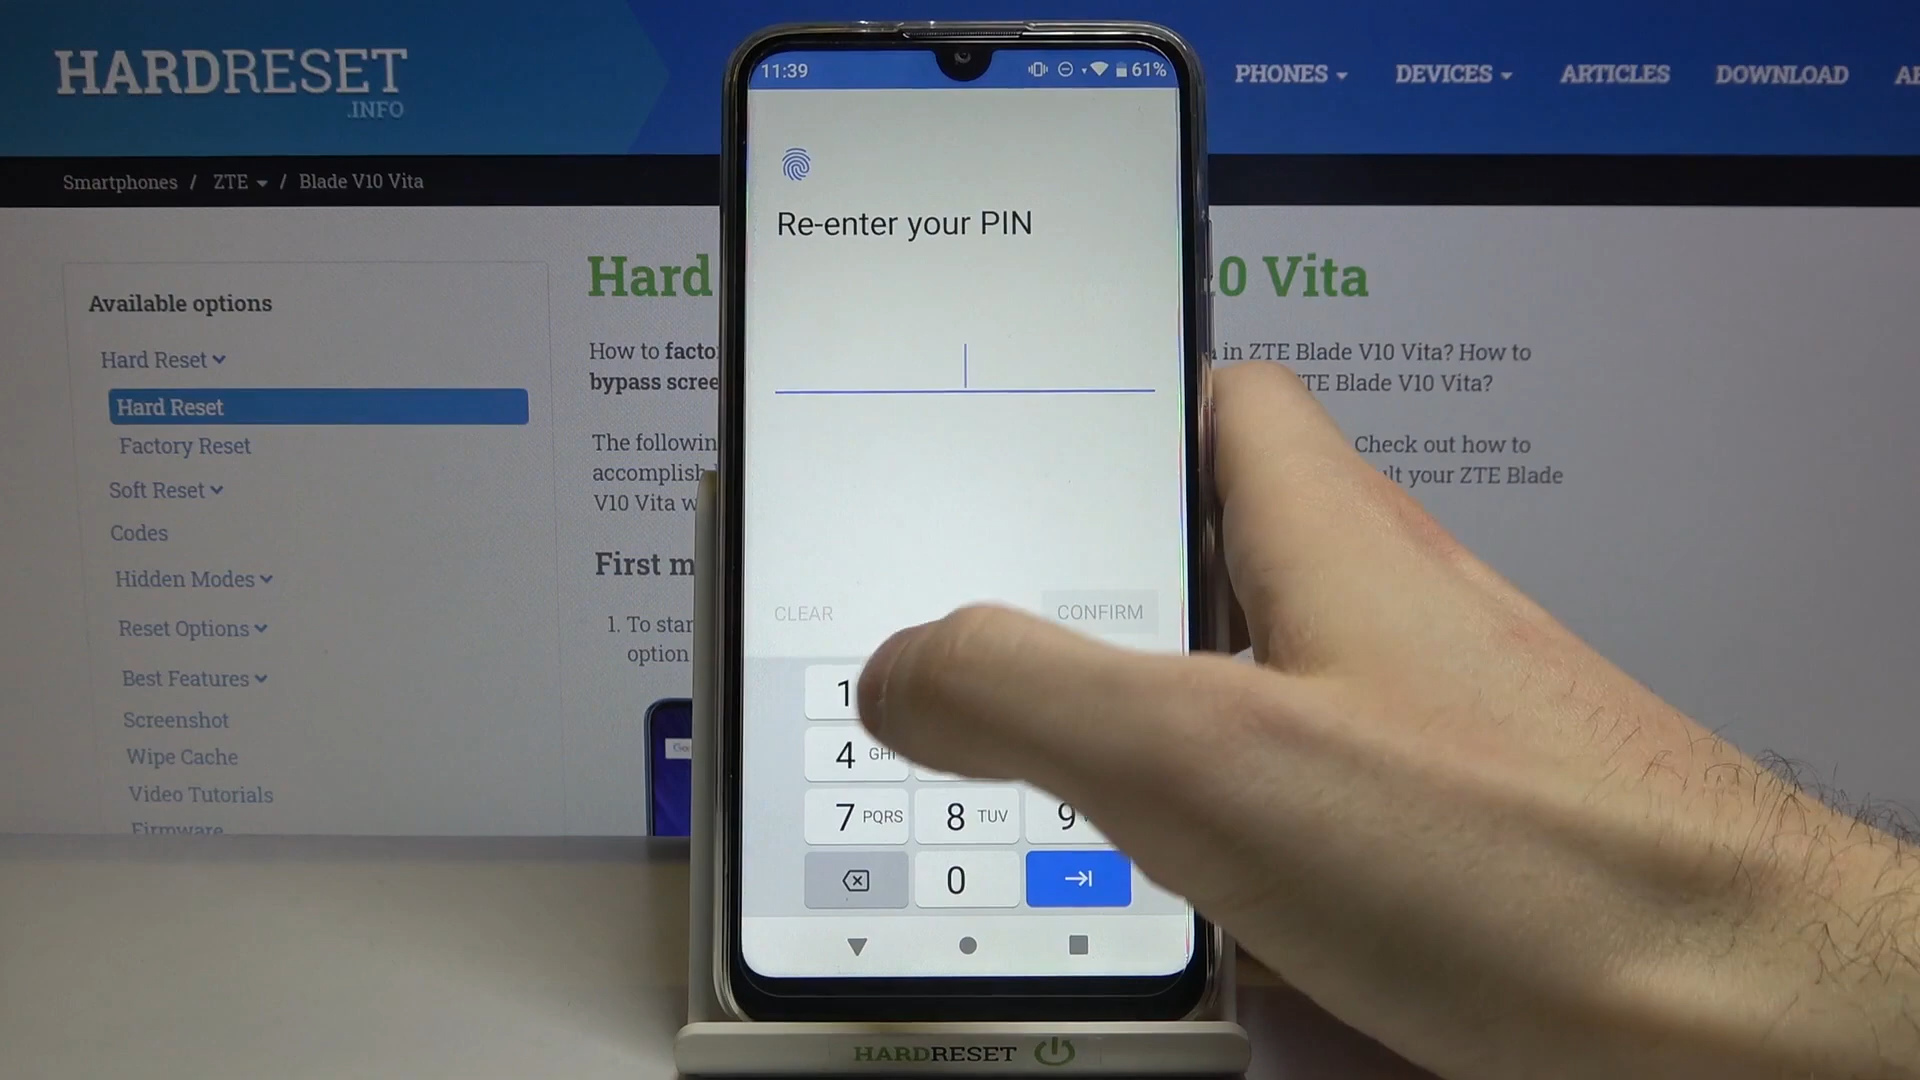 HARDRESET
.INFO
PHONES
DEVICES
ARTICLES
DOWNLOAD
Smartphones / ZTE / Blade V10 Vita
Available options
Hard Reset
Hard Reset
Factory Reset
Soft Reset
Codes
Hidden Modes
Reset Options
Best Features
Screenshot
Wipe Cache
Video Tutorials
Firmware
Hard
0 Vita
How to
in ZTE Blade V10 Vita? How to
bypass
TE Blade V10 Vita?
The
Check out how to
your ZTE Blade
V10 Vita
First
1. To
option
11:39
61%
Re-enter your PIN
CLEAR
CONFIRM
1
4 GHI
7 PQRS
8 TUV
9
0
HARDRESET